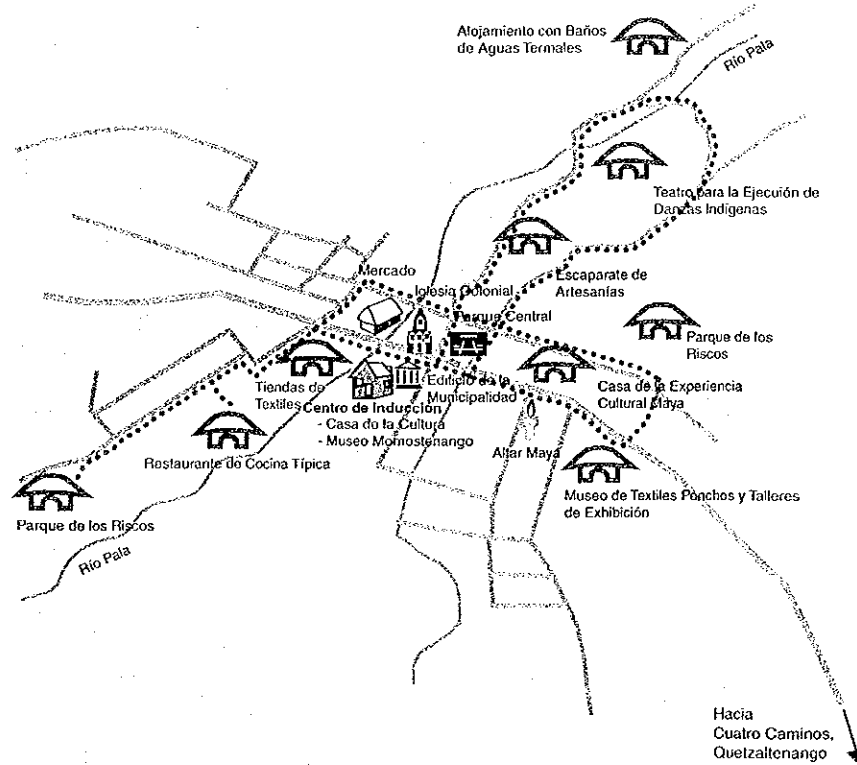 Alojamiento con Baños
de Aguas Termales
Río Pala
Teatro para la Ejecución de
Danzas Indígenas
Mercado
Iglesia Colonial
Escaparate de
Artesanías
Parque Central
Parque de los
Riscos
Tiendas de
Textiles
Edificio de la
Municipalidad
Casa de la Experiencia
Cultural Maya
Centro de Inducción
- Casa de la Cultura
- Museo Momostenango
Altar Maya
Restaurante de Cocina Típica
Museo de Textiles Ponchos y Talleres
de Exhibición
Parque de los Riscos
Río Pala
Hacia
Cuatro Caminos,
Quetzaltenango